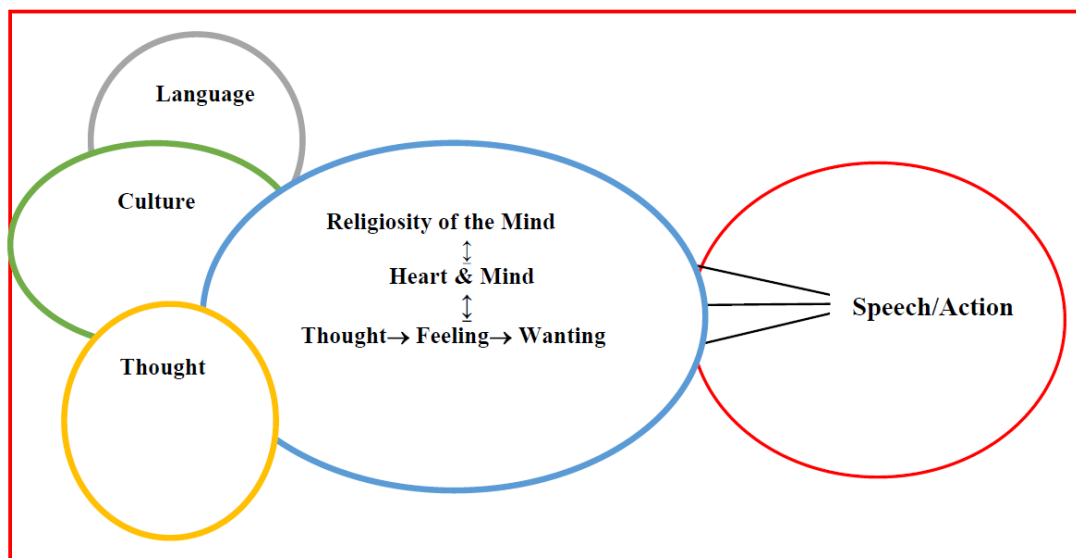 Language
Culture
Thought
Religiosity of the Mind
↕
Heart & Mind
↕
Thought→ Feeling→ Wanting
Speech/Action